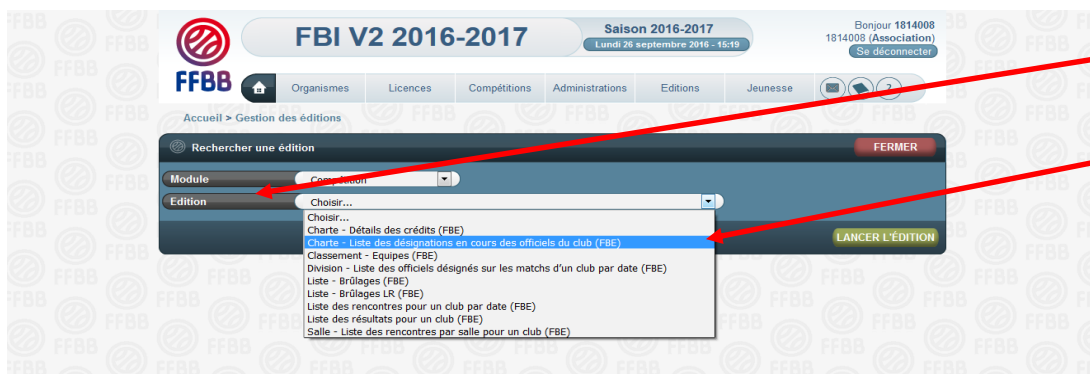 FBI V2 2016-2017
Saison 2016-2017
Lundi 26 septembre 2016 - 15:19
Bonjour 1814008
1814008 (Association)
Se déconnecter
FFBB
Organismes Licences Compétitions Administrations Editions Jeunesse ?
Accueil > Gestion des éditions
Rechercher une édition
FERMER
Module Compétition
Edition Choisir...
Choisir...
Charte - Détails des crédits (FBE)
Charte - Liste des désignations en cours des officiels du club (FBE)
Classement - Equipes (FBE)
Division - Liste des officiels désignés sur les matchs d'un club par date (FBE)
Liste - Brûlages (FBE)
Liste - Brûlages LR (FBE)
Liste des rencontres pour un club par date (FBE)
Liste des résultats pour un club (FBE)
Salle - Liste des rencontres par salle pour un club (FBE)
LANCER L'ÉDITION